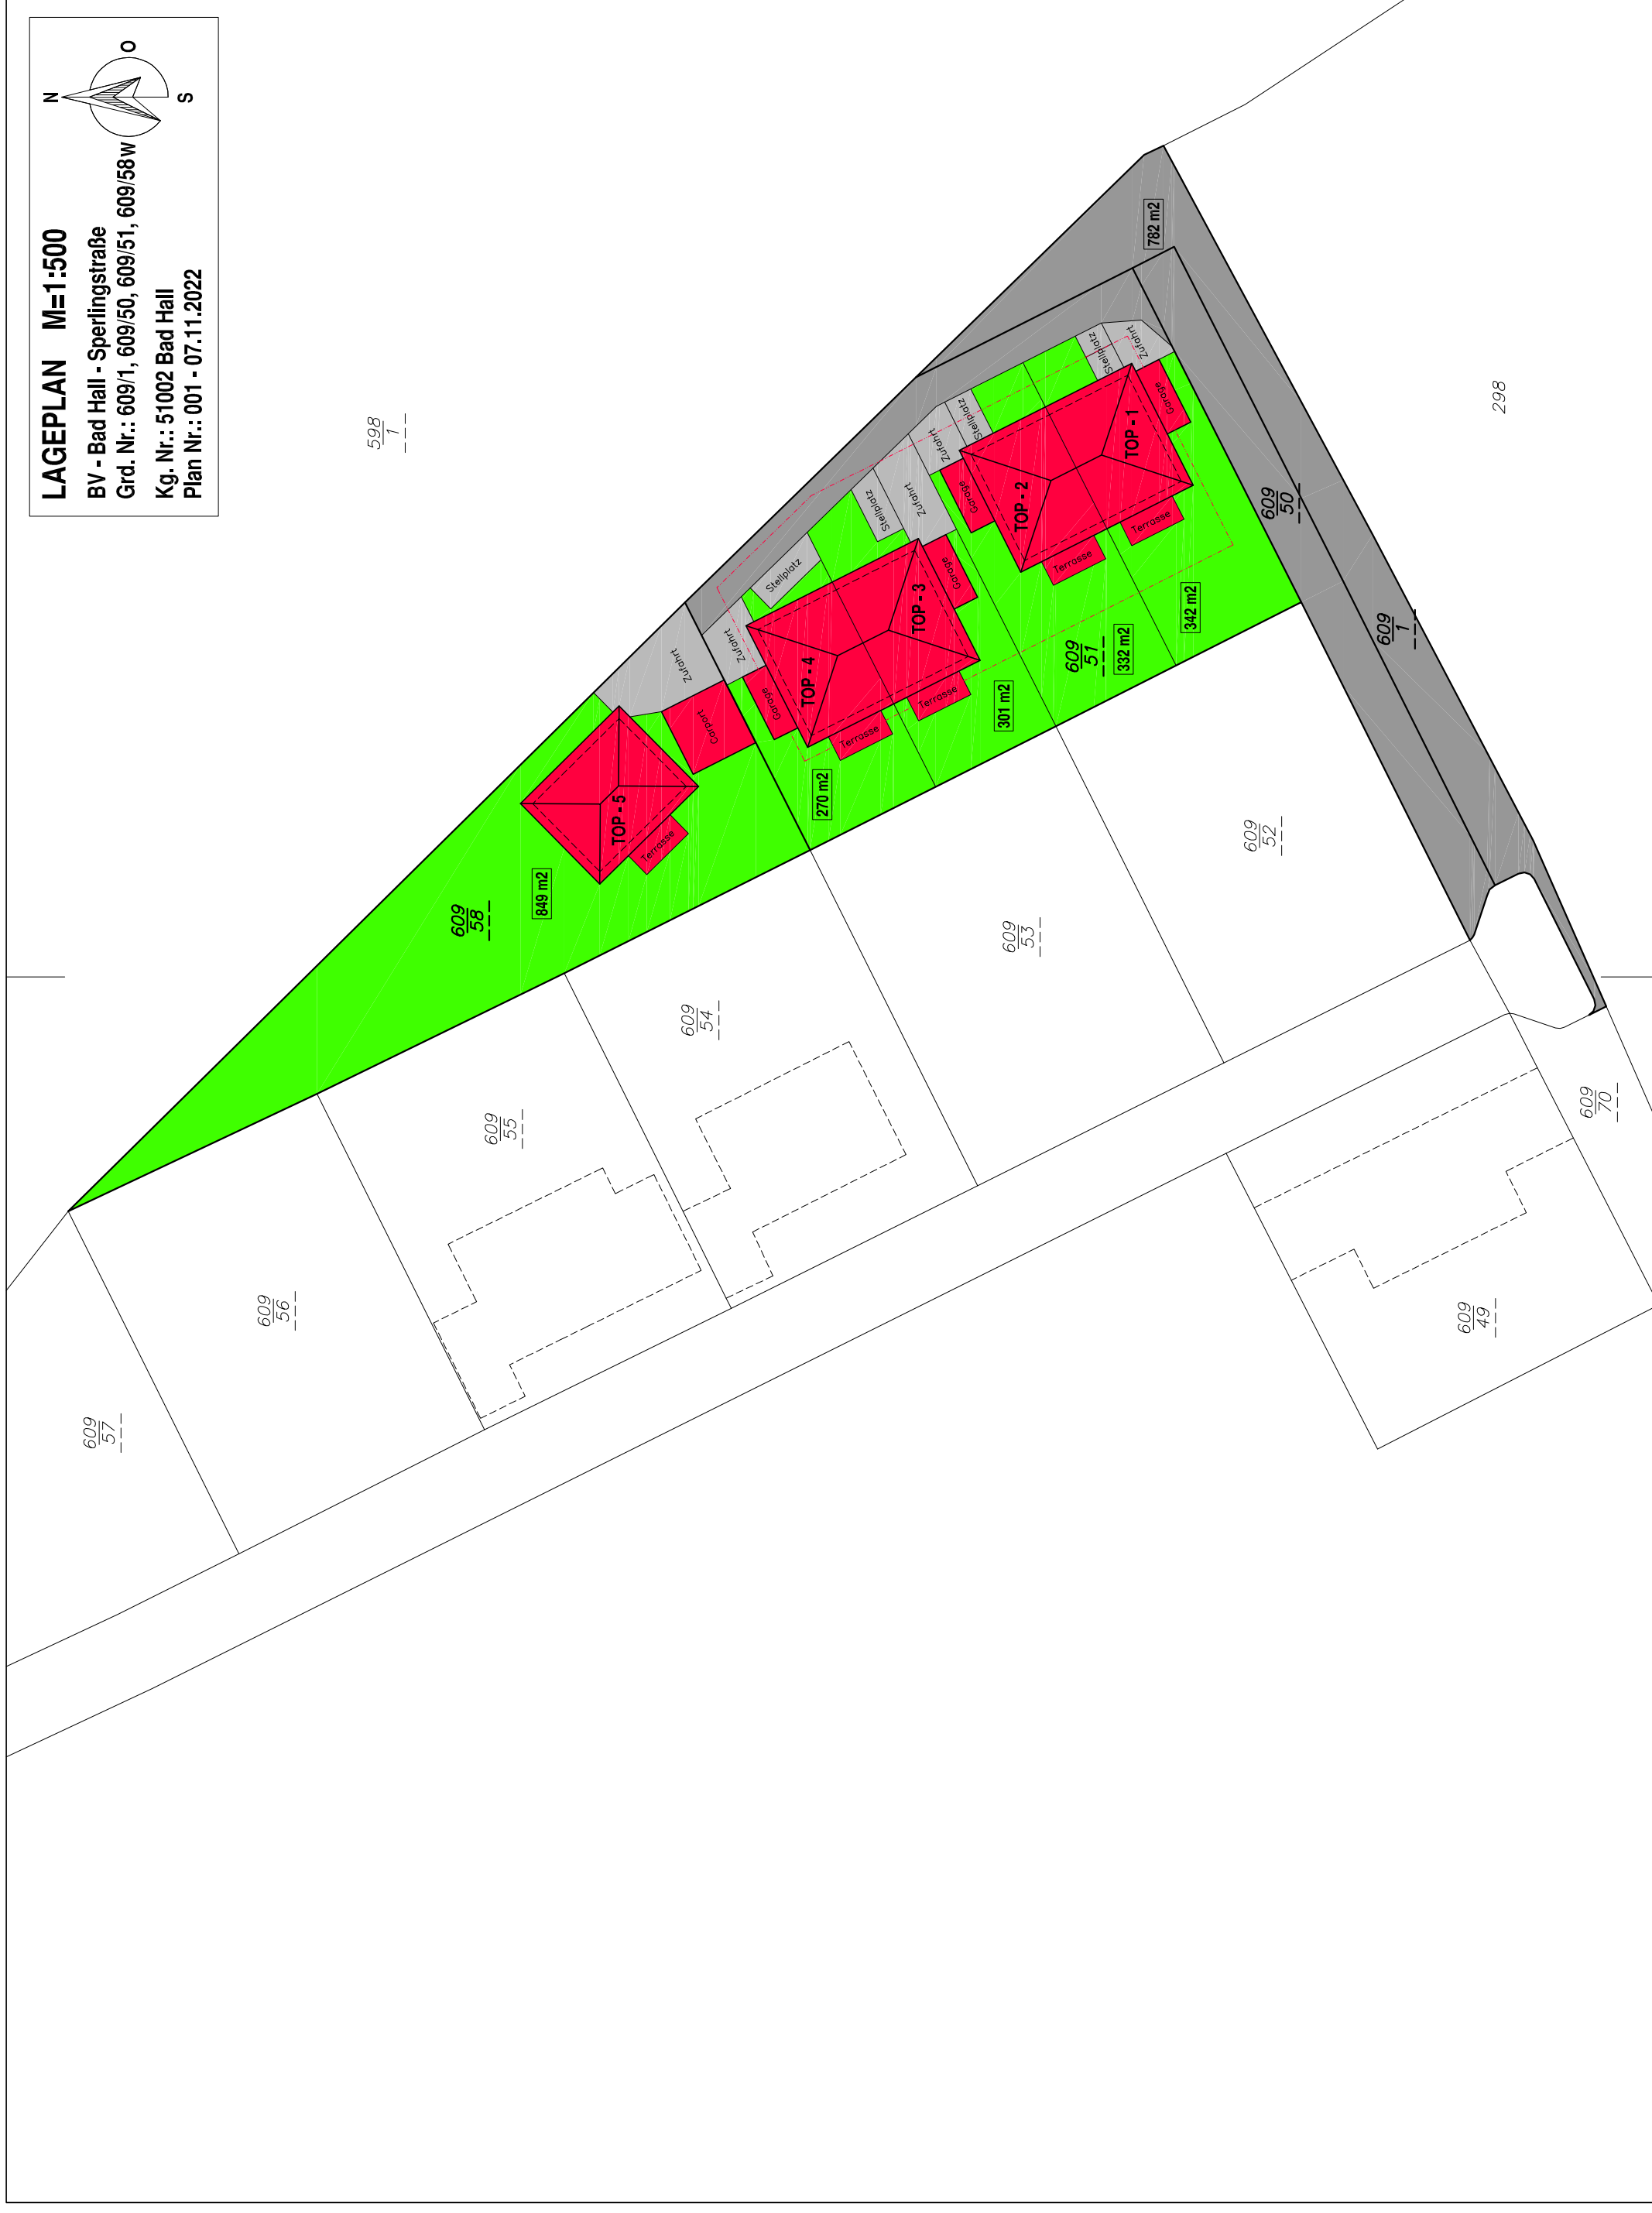 LAGEPLAN M=1:500
BV - Bad Hall - Sperlingstraße
Grd. Nr.: 609/1, 609/50, 609/51, 609/58
Kg. Nr.: 51002 Bad Hall
Plan Nr.: 001 - 07.11.2022
N
O
S
W
598
1
782 m2
298
Stellplatz
Zufahrt
Garage
TOP - 1
Terrasse
342 m2
609
50
609
1
Stellplatz
Zufahrt
Garage
TOP - 2
Terrasse
609
51
332 m2
Stellplatz
Zufahrt
Garage
TOP - 3
Terrasse
301 m2
Stellplatz
Zufahrt
Garage
TOP - 4
Terrasse
270 m2
Zufahrt
Carport
TOP - 5
Terrasse
849 m2
609
58
609
52
609
53
609
54
609
55
609
56
609
57
609
70
609
49